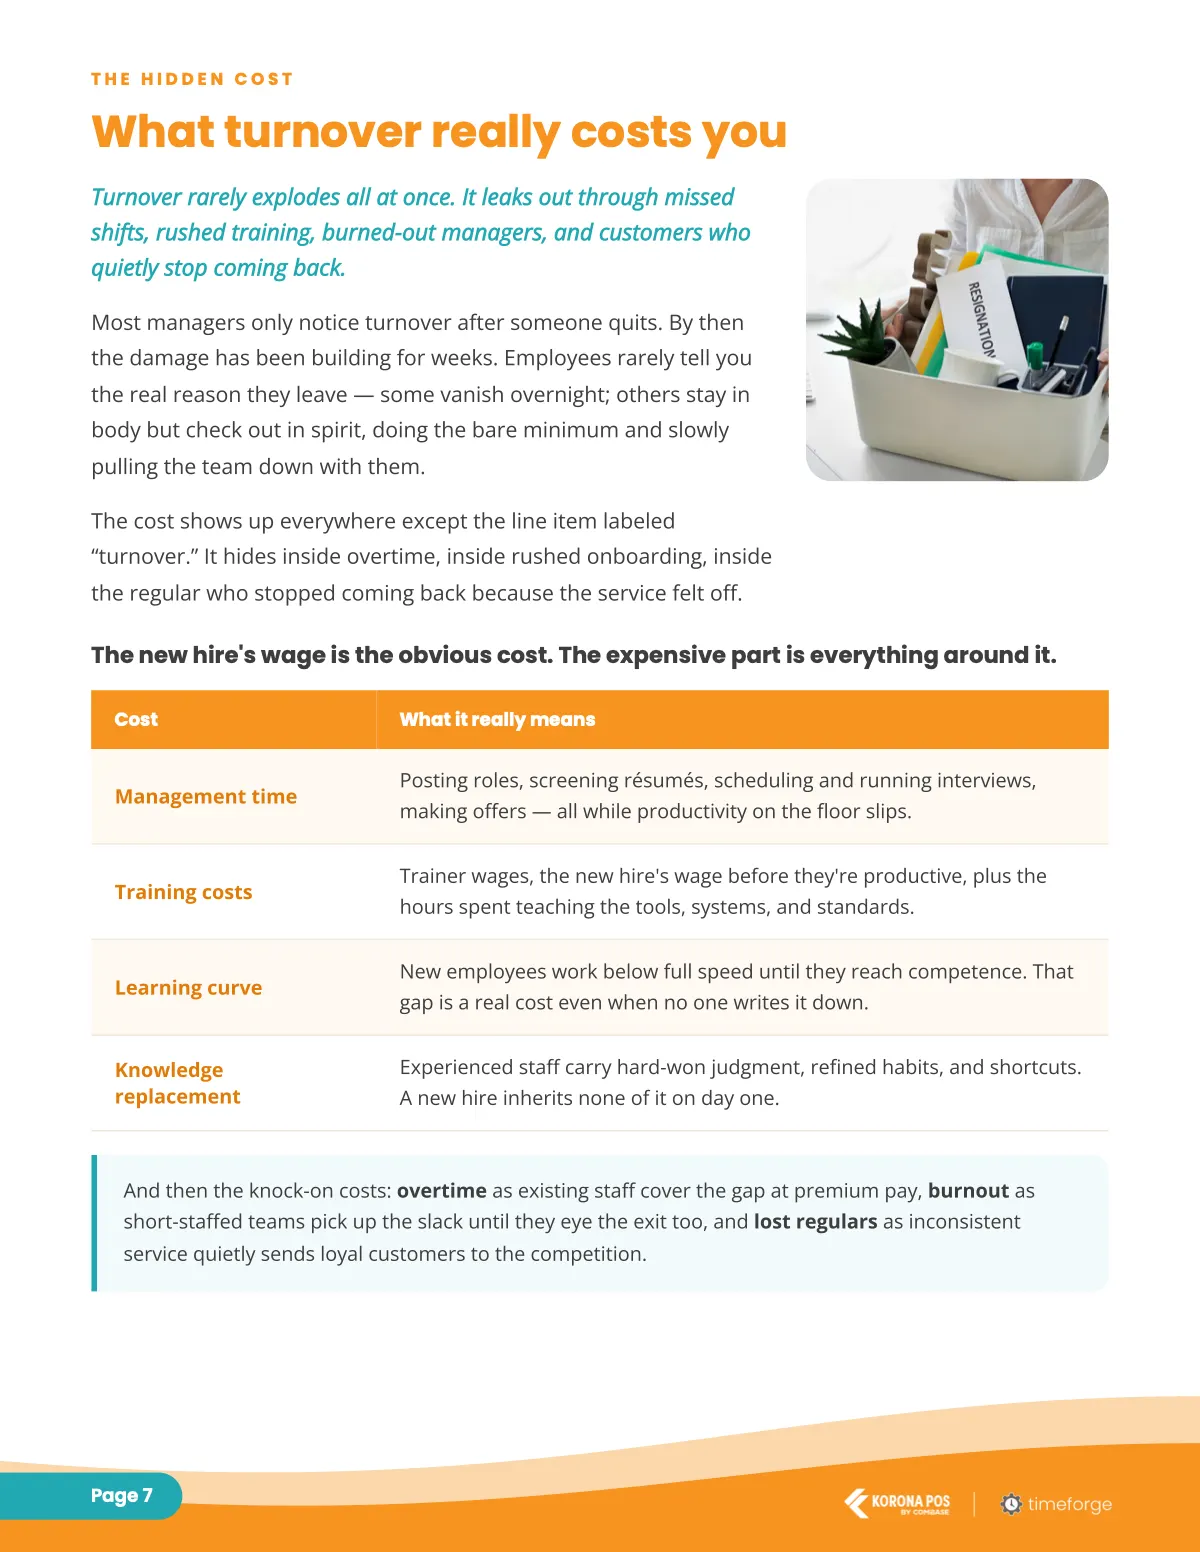 THE HIDDEN COST
What turnover really costs you
Turnover rarely explodes all at once. It leaks out through missed
shifts, rushed training, burned-out managers, and customers who
quietly stop coming back.
RESIGNATION
Most managers only notice turnover after someone quits. By then
the damage has been building for weeks. Employees rarely tell you
the real reason they leave — some vanish overnight; others stay in
body but check out in spirit, doing the bare minimum and slowly
pulling the team down with them.
The cost shows up everywhere except the line item labeled
“turnover.” It hides inside overtime, inside rushed onboarding, inside
the regular who stopped coming back because the service felt off.
The new hire's wage is the obvious cost. The expensive part is everything around it.
Cost
What it really means
Management time
Posting roles, screening résumés, scheduling and running interviews,
making offers — all while productivity on the floor slips.
Training costs
Trainer wages, the new hire's wage before they're productive, plus the
hours spent teaching the tools, systems, and standards.
Learning curve
New employees work below full speed until they reach competence. That
gap is a real cost even when no one writes it down.
Knowledge
replacement
Experienced staff carry hard-won judgment, refined habits, and shortcuts.
A new hire inherits none of it on day one.
And then the knock-on costs: overtime as existing staff cover the gap at premium pay, burnout as
short-staffed teams pick up the slack until they eye the exit too, and lost regulars as inconsistent
service quietly sends loyal customers to the competition.
Page 7
KORONA POS
BY COMBASE
timeforge